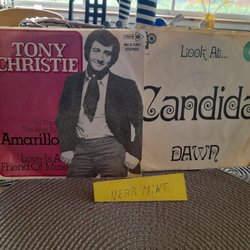 TONY
CHRISTIE
Amarillo
Love Is A
Friend Of Mine
Look At...
Candida
DAWN
NEAR MINT